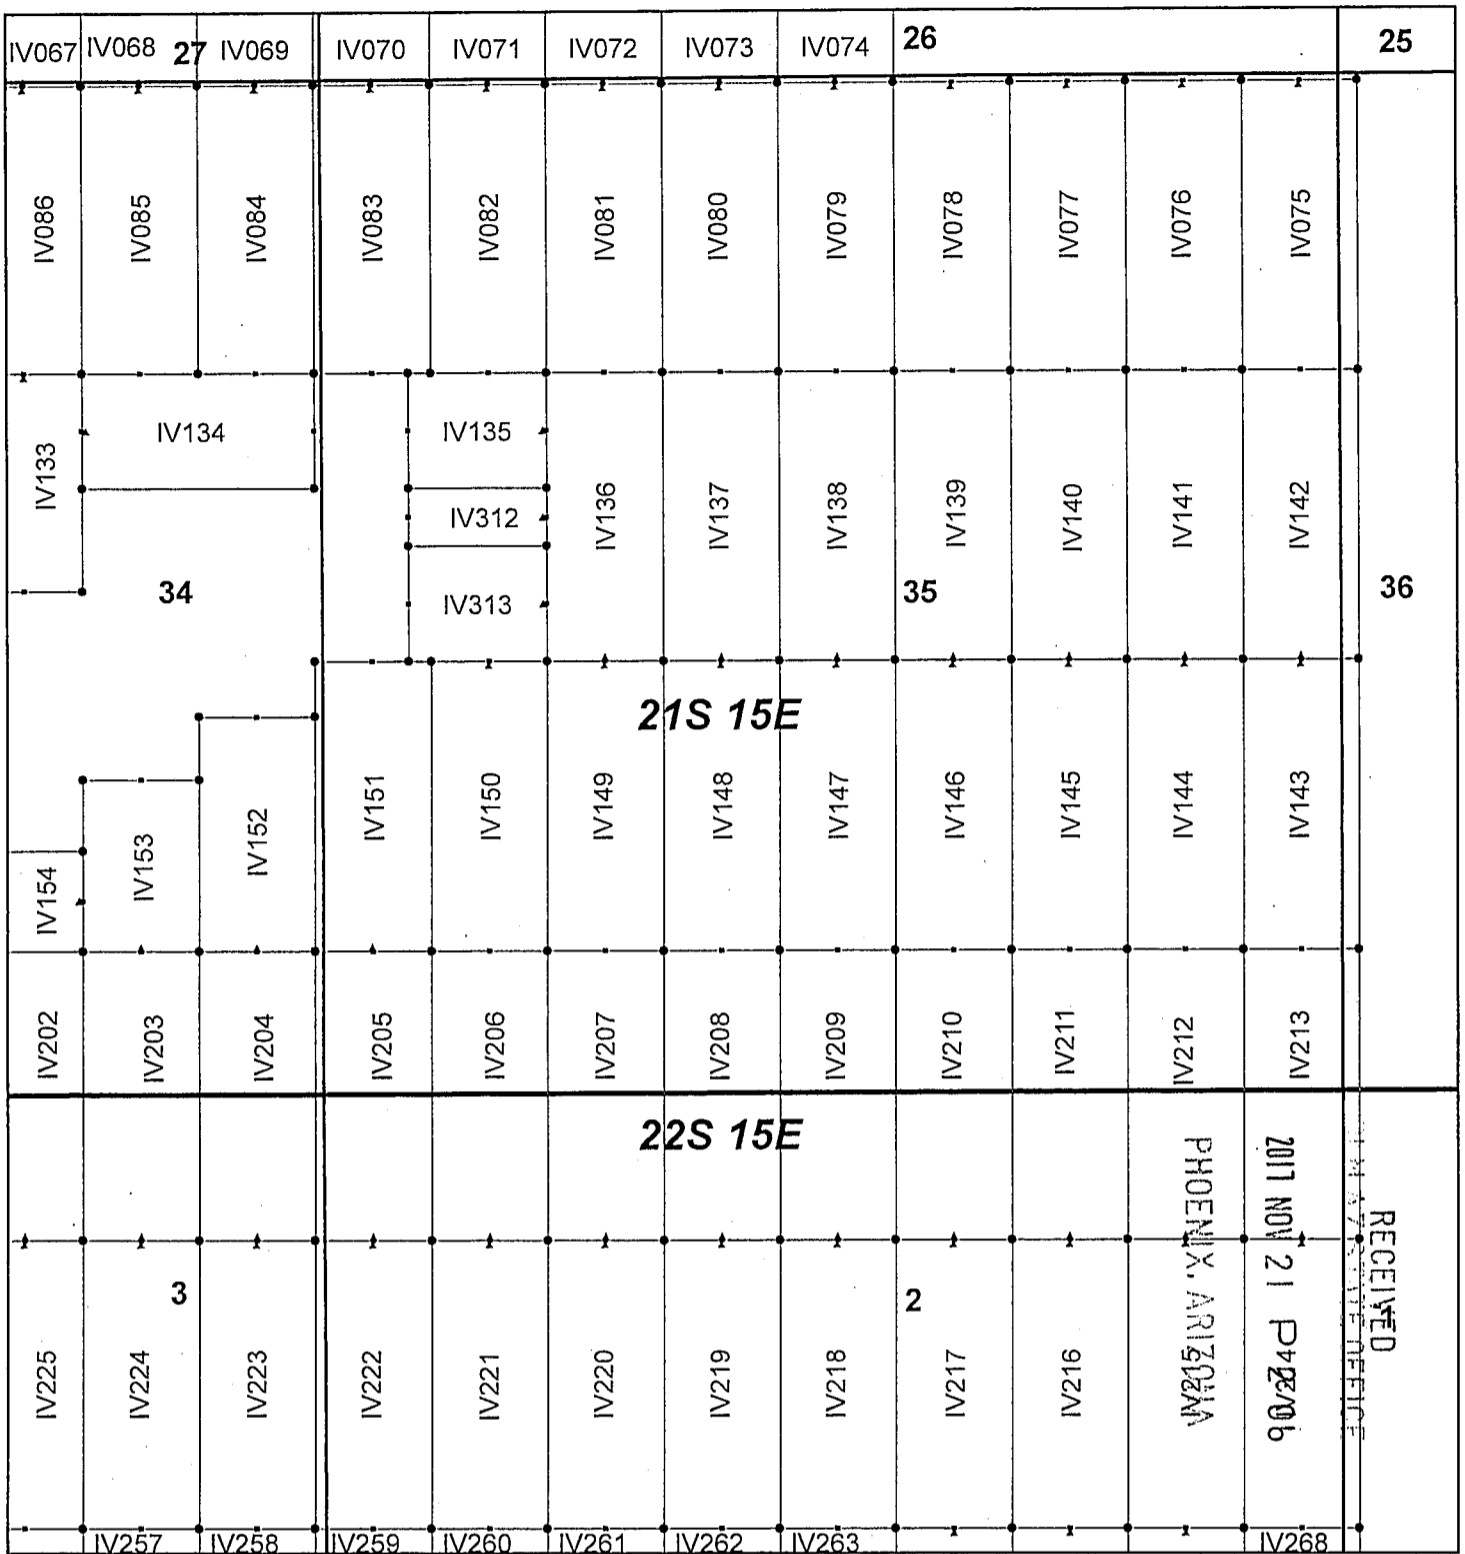 IV067 IV068 27 IV069 IV070 IV071 IV072 IV073 IV074 26 25
IV086 IV085 IV084 IV083 IV082 IV081 IV080 IV079 IV078 IV077 IV076 IV075
IV133 IV134 IV135 IV136 IV137 IV138 IV139 IV140 IV141 IV142
IV312
34 IV313 35 36
21S 15E
IV154 IV153 IV152 IV151 IV150 IV149 IV148 IV147 IV146 IV145 IV144 IV143
IV202 IV203 IV204 IV205 IV206 IV207 IV208 IV209 IV210 IV211 IV212 IV213
22S 15E
RECEIVED
2011 NOV 21 P
PHOENIX, ARIZONA
3 2
IV225 IV224 IV223 IV222 IV221 IV220 IV219 IV218 IV217 IV216
IV257 IV258 IV259 IV260 IV261 IV262 IV263 IV268